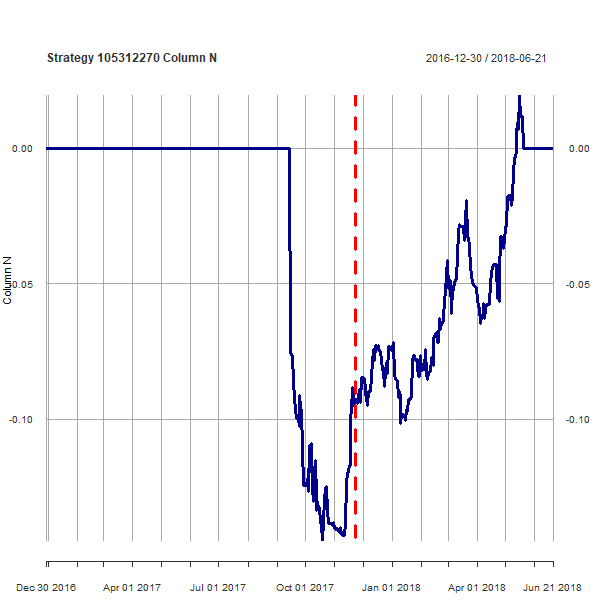 Strategy 105312270 Column N
2016-12-30 / 2018-06-21
0.00
0.00
-0.05
-0.05
Column N
-0.10
-0.10
Dec 30 2016
Apr 01 2017
Jul 01 2017
Oct 01 2017
Jan 01 2018
Apr 01 2018
Jun 21 2018